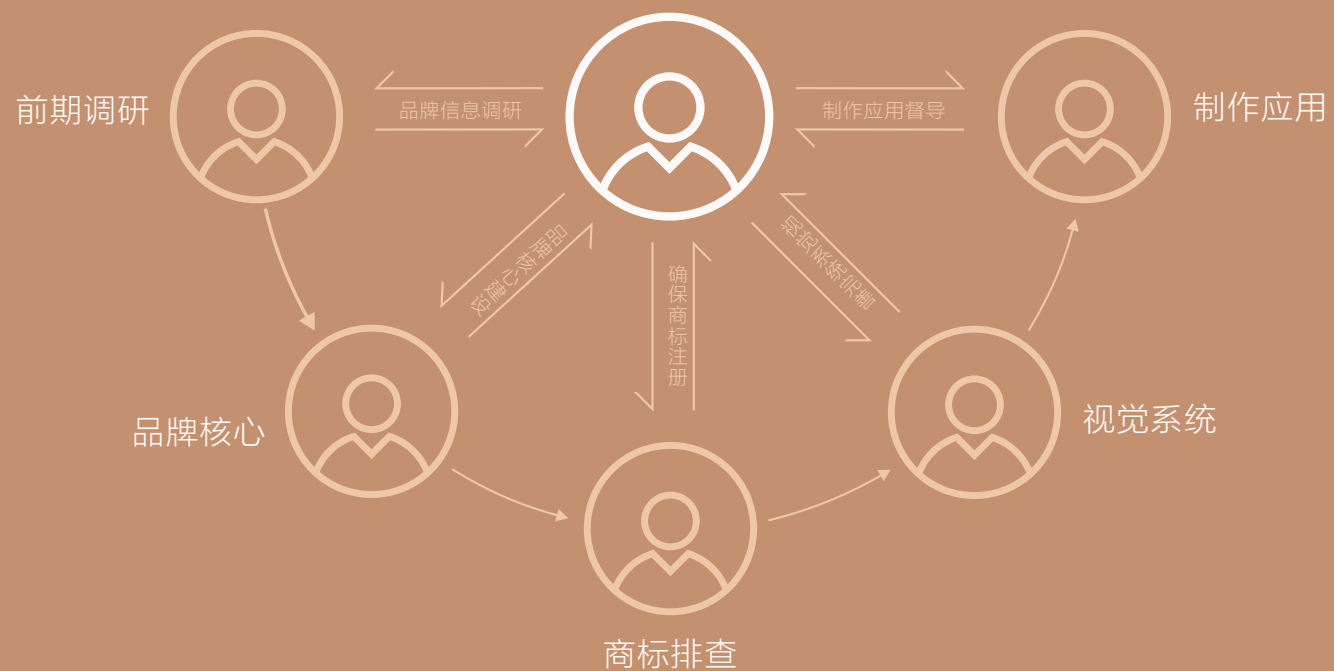 前期调研
品牌信息调研
制作应用督导
制作应用
品牌核心建设
确保商标注册
视觉系统完善
品牌核心
视觉系统
商标排查